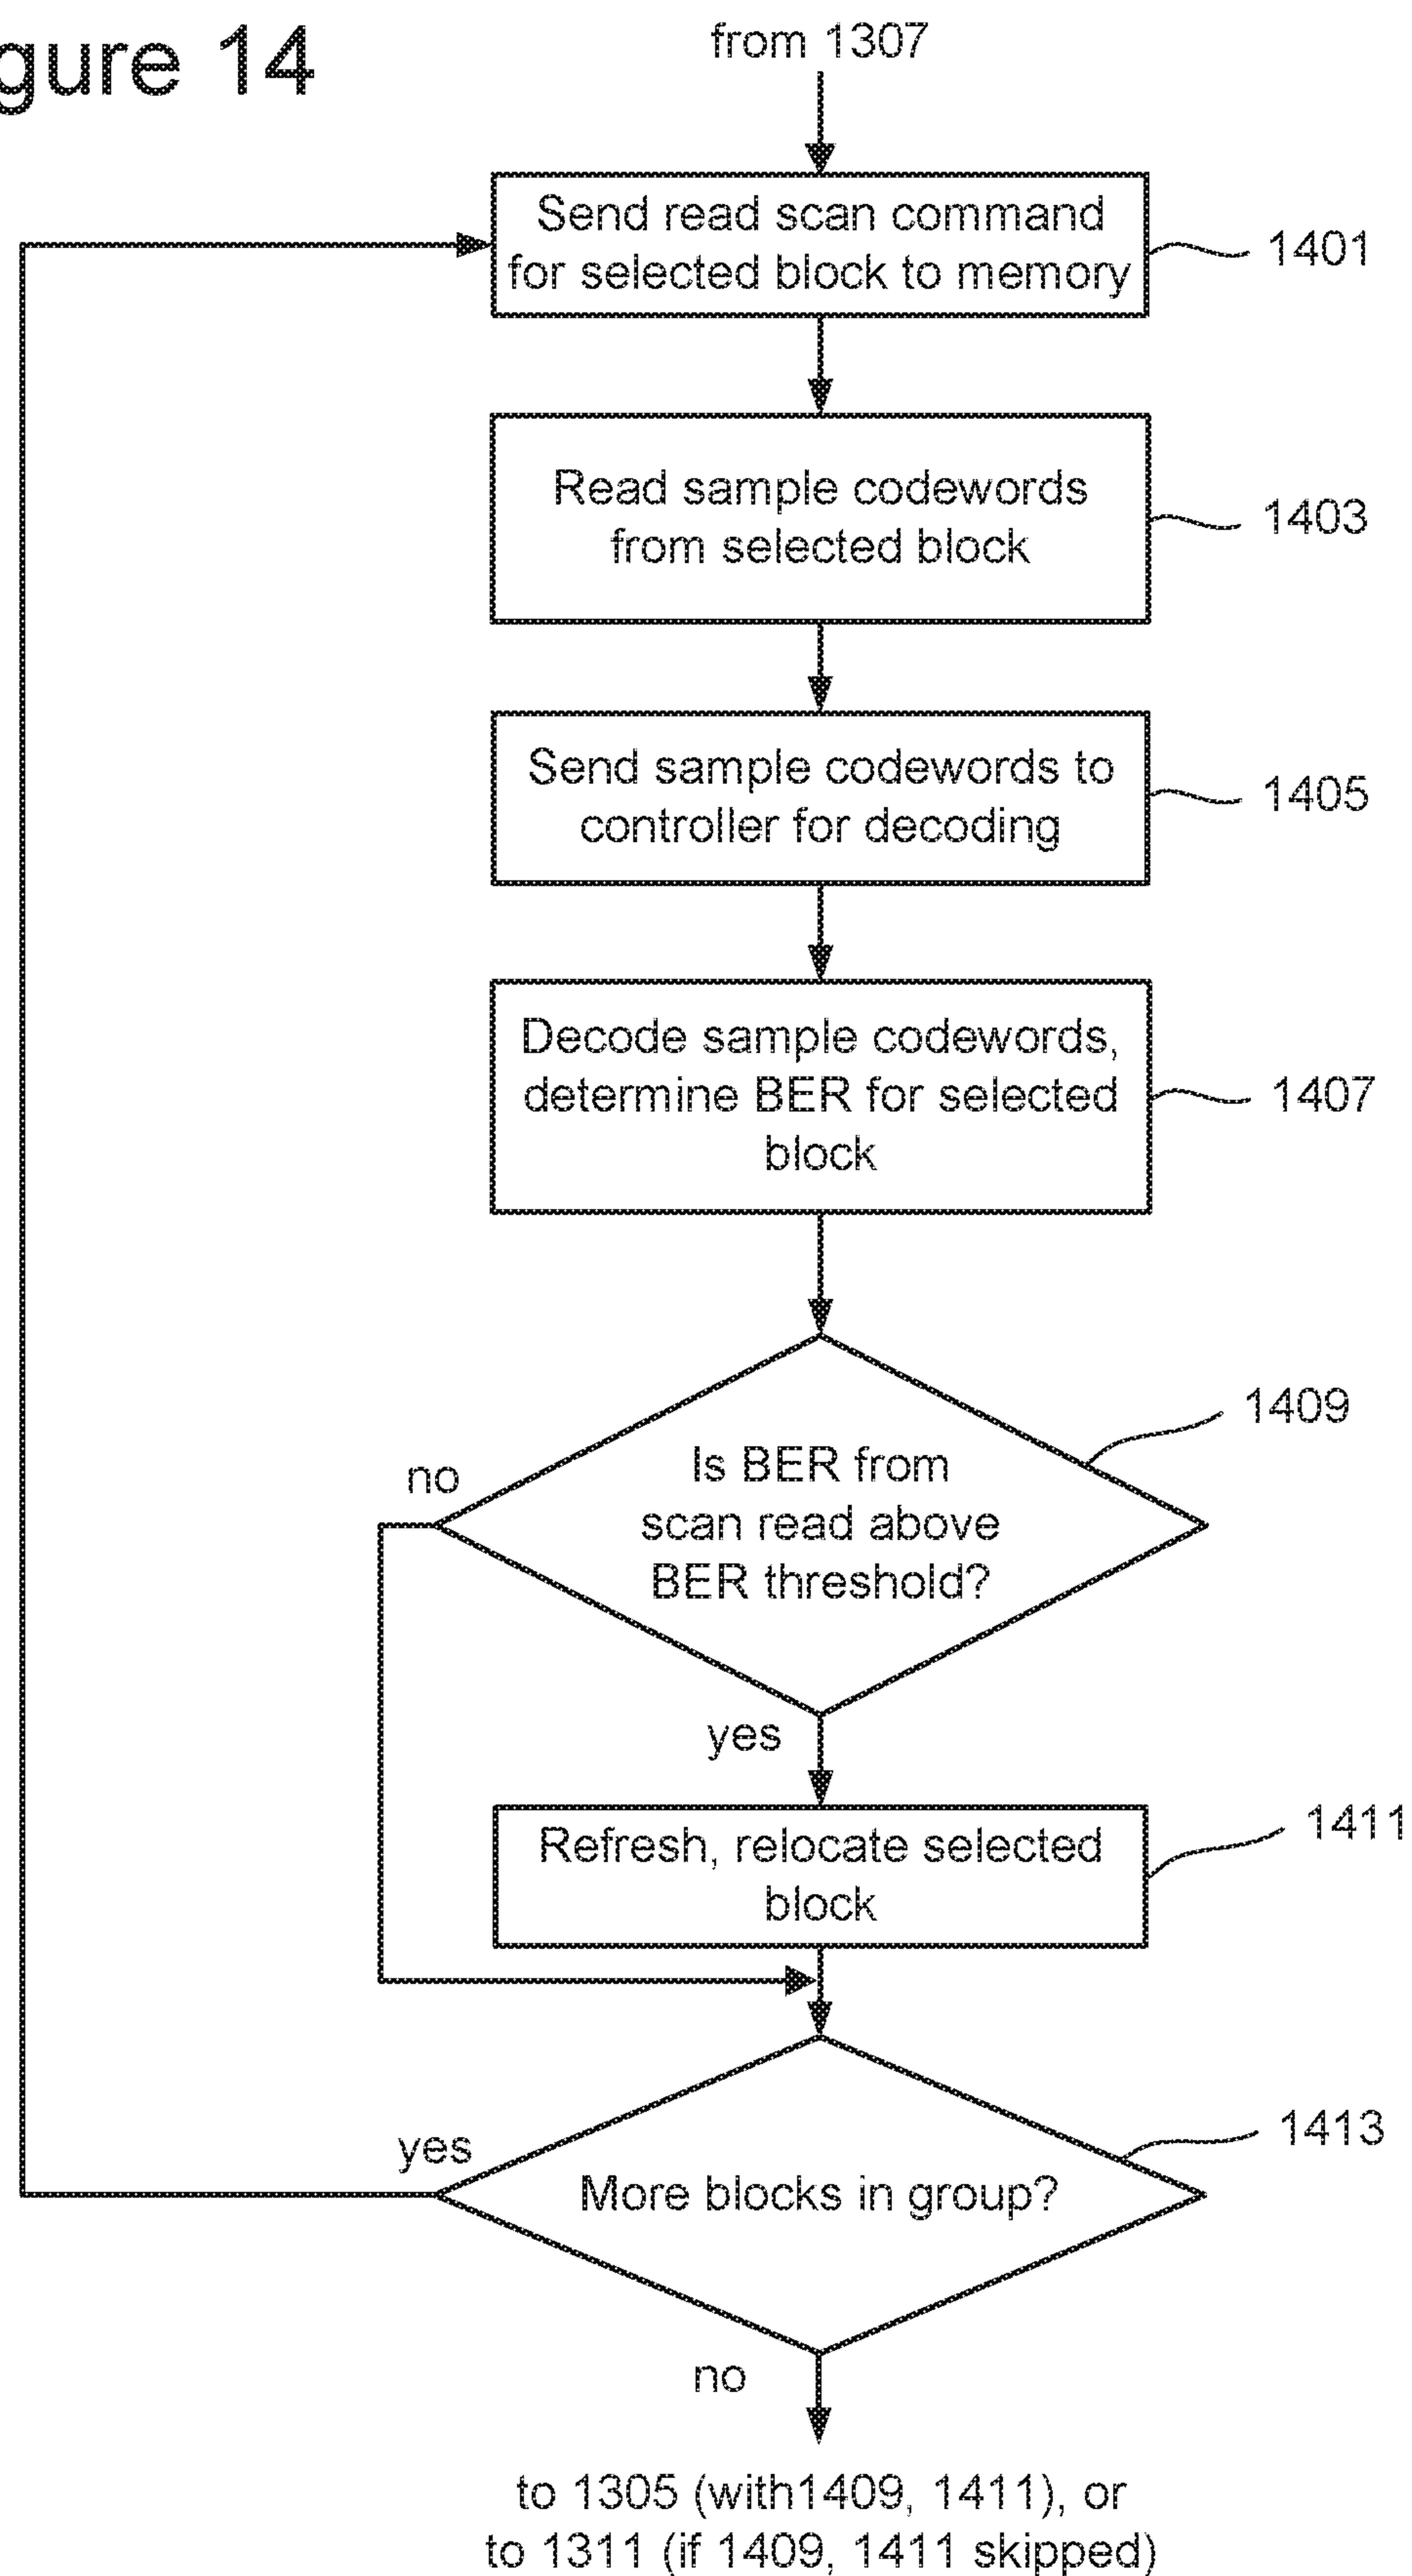 gure 14
from 1307
Send read scan command
for selected block to memory
1401
Read sample codewords
from selected block
1403
Send sample codewords to
controller for decoding
1405
Decode sample codewords,
determine BER for selected
block
1407
1409
no
Is BER from
scan read above
BER threshold?
yes
Refresh, relocate selected
block
1411
yes
More blocks in group?
1413
no
to 1305 (with1409, 1411), or
to 1311 (if 1409, 1411 skipped)